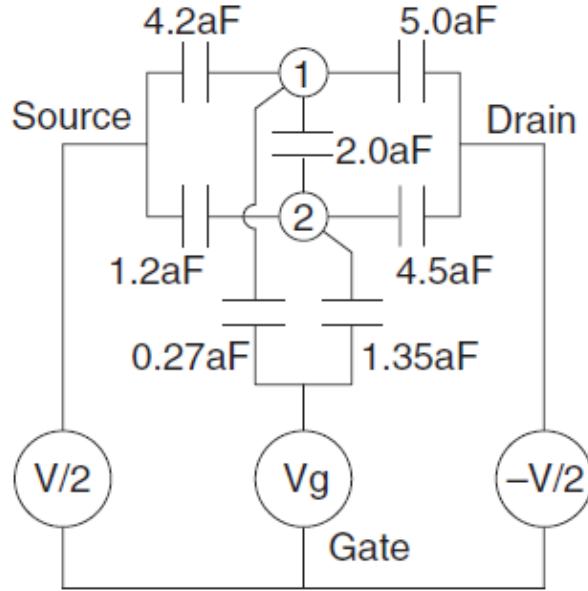 4.2aF 5.0aF
1
Source Drain
2.0aF
2
1.2aF 4.5aF
0.27aF 1.35aF
V/2 Vg –V/2
Gate